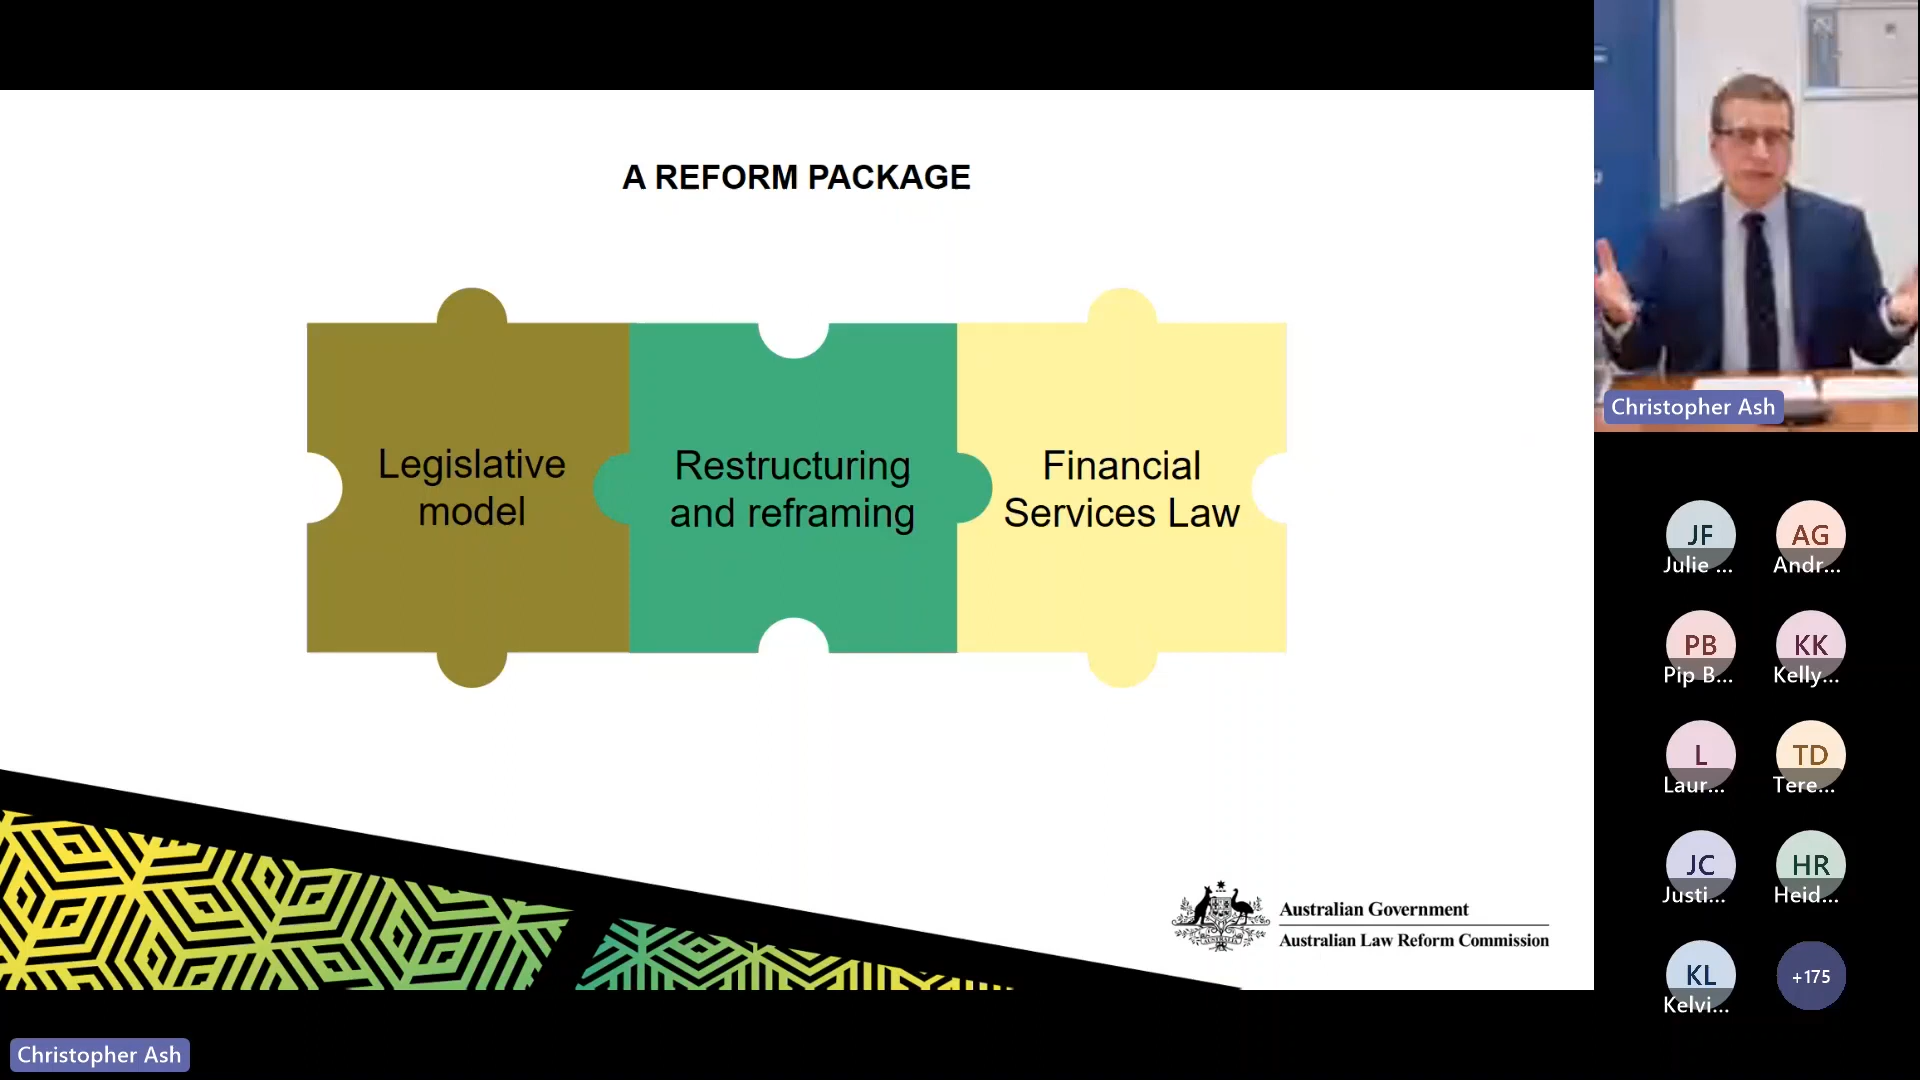 A REFORM PACKAGE
Legislative
model
Restructuring
and reframing
Financial
Services Law
AUSTRALIA
Australian Government
Australian Law Reform Commission
Christopher Ash
Christopher Ash
JF
Julie ...
AG
Andr...
PB
Pip B...
KK
Kelly...
L
Laur...
TD
Tere...
JC
Justi...
HR
Heid...
KL
Kelvi...
+175